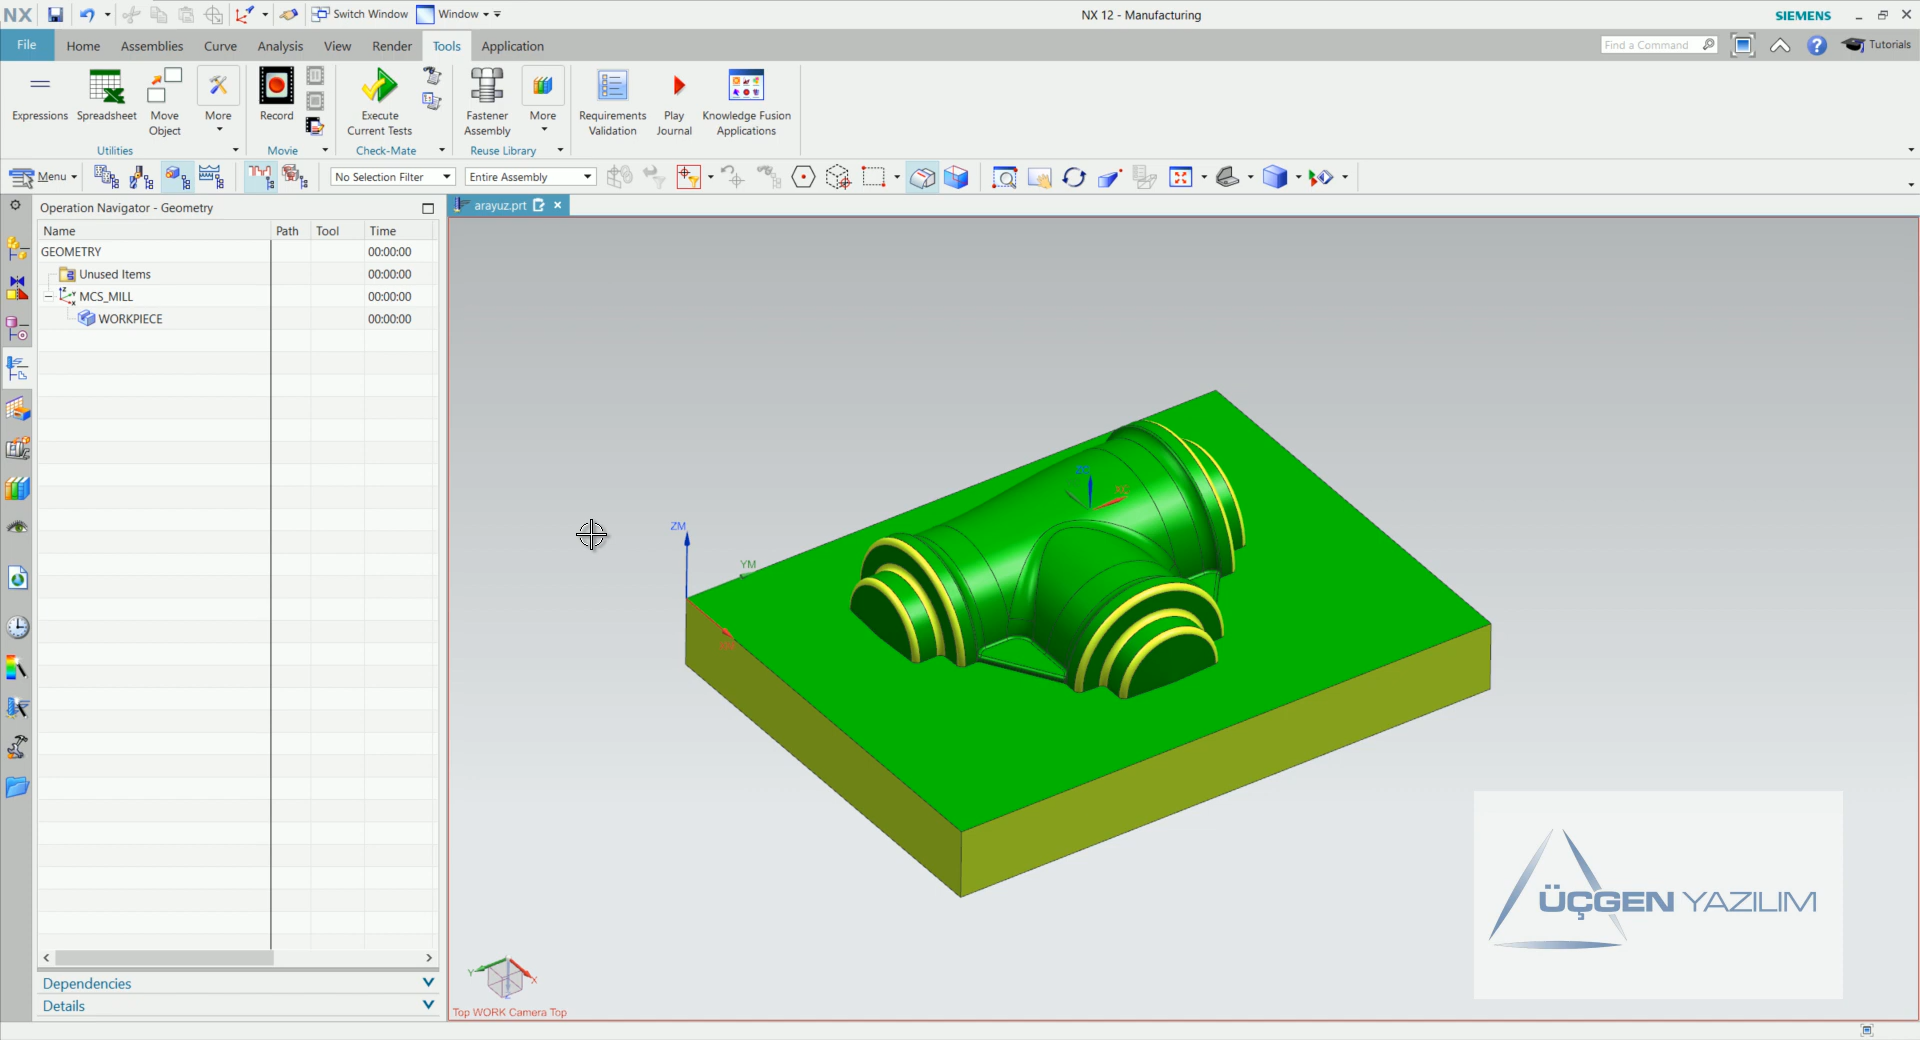 NX Switch Window Window NX 12 - Manufacturing SIEMENS
File Home Assemblies Curve Analysis View Render Tools Application Find a Command Tutorials
Expressions Spreadsheet Move Object More Record Execute Current Tests Fastener Assembly More Requirements Validation Play Journal Knowledge Fusion Applications
Utilities Movie Check-Mate Reuse Library
Menu No Selection Filter Entire Assembly
Operation Navigator - Geometry arayuz.prt
Name Path Tool Time
GEOMETRY 00:00:00
Unused Items 00:00:00
MCS_MILL 00:00:00
WORKPIECE 00:00:00
ZC
XC
ZM
YM
XM
ÜÇGEN YAZILIM
Dependencies
Details
Y X Z
Top WORK Camera Top